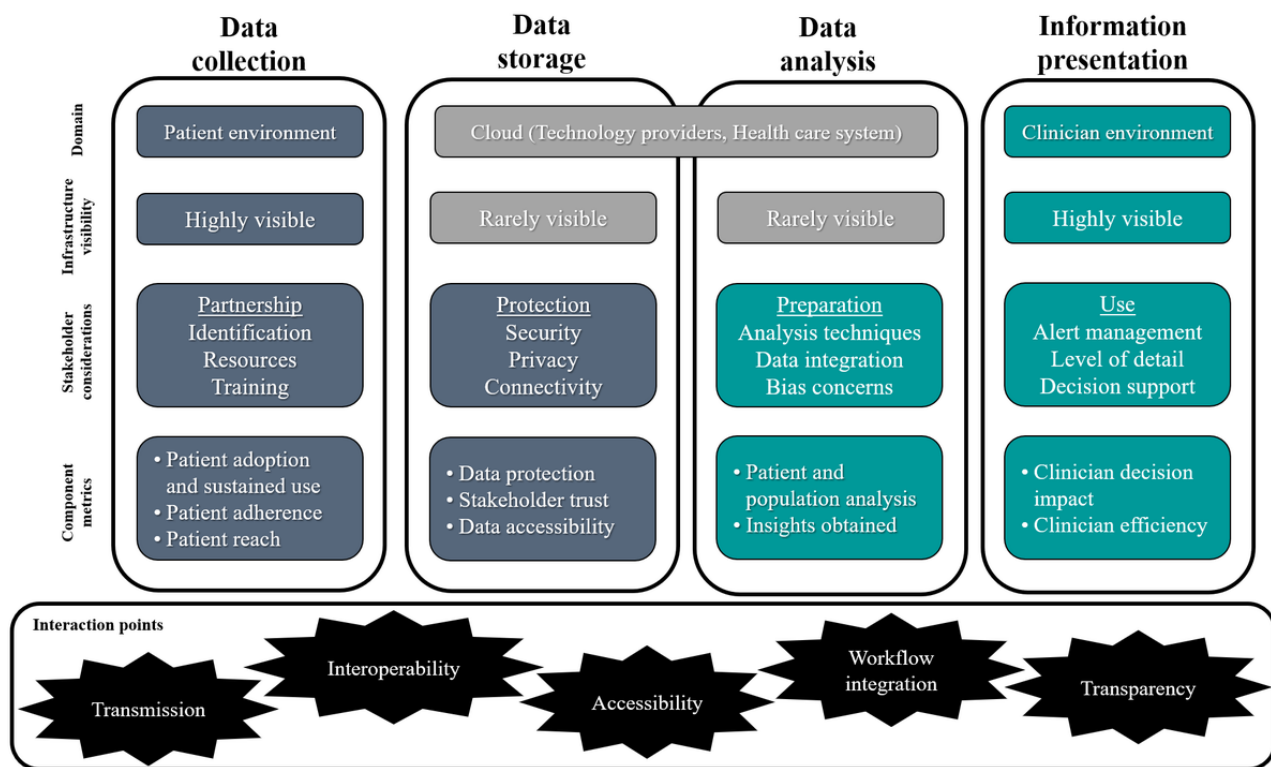 Data
collection
Data
storage
Data
analysis
Information
presentation
Domain
Patient environment
Cloud (Technology providers, Health care system)
Clinician environment
Infrastructure
visibility
Highly visible
Rarely visible
Rarely visible
Highly visible
Stakeholder
considerations
Partnership
Identification
Resources
Training
Protection
Security
Privacy
Connectivity
Preparation
Analysis techniques
Data integration
Bias concerns
Use
Alert management
Level of detail
Decision support
Component
metrics
• Patient adoption
and sustained use
• Patient adherence
• Patient reach
• Data protection
• Stakeholder trust
• Data accessibility
• Patient and
population analysis
• Insights obtained
• Clinician decision
impact
• Clinician efficiency
Interaction points
Transmission
Interoperability
Accessibility
Workflow
integration
Transparency